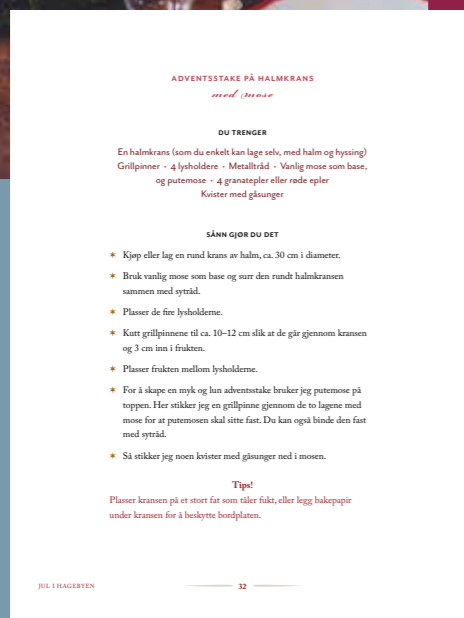 ADVENTSSTAKE PÅ HALMKRANS
med mose
DU TRENGER
En halmkrans (som du enkelt kan lage selv, med halm og hyssing)
Grillpinner • 4 lysholdere • Metalltråd • Vanlig mose som base,
og putemose • 4 granatepler eller røde epler
Kvister med gåsunger
SÅNN GJØR DU DET
✶ Kjøp eller lag en rund krans av halm, ca. 30 cm i diameter.
✶ Bruk vanlig mose som base og surr den rundt halmkransen
sammen med sytråd.
✶ Plasser de fire lysholderne.
✶ Kutt grillpinnene til ca. 10–12 cm slik at de går gjennom kransen
og 3 cm inn i frukten.
✶ Plasser frukten mellom lysholderne.
✶ For å skape en myk og lun adventsstake bruker jeg putemose på
toppen. Her stikker jeg en grillpinne gjennom de to lagene med
mose for at putemosen skal sitte fast. Du kan også binde den fast
med sytråd.
✶ Så stikker jeg noen kvister med gåsunger ned i mosen.
Tips!
Plasser kransen på et stort fat som tåler fukt, eller legg bakepapir
under kransen for å beskytte bordplaten.
JUL I HAGEBYEN
32